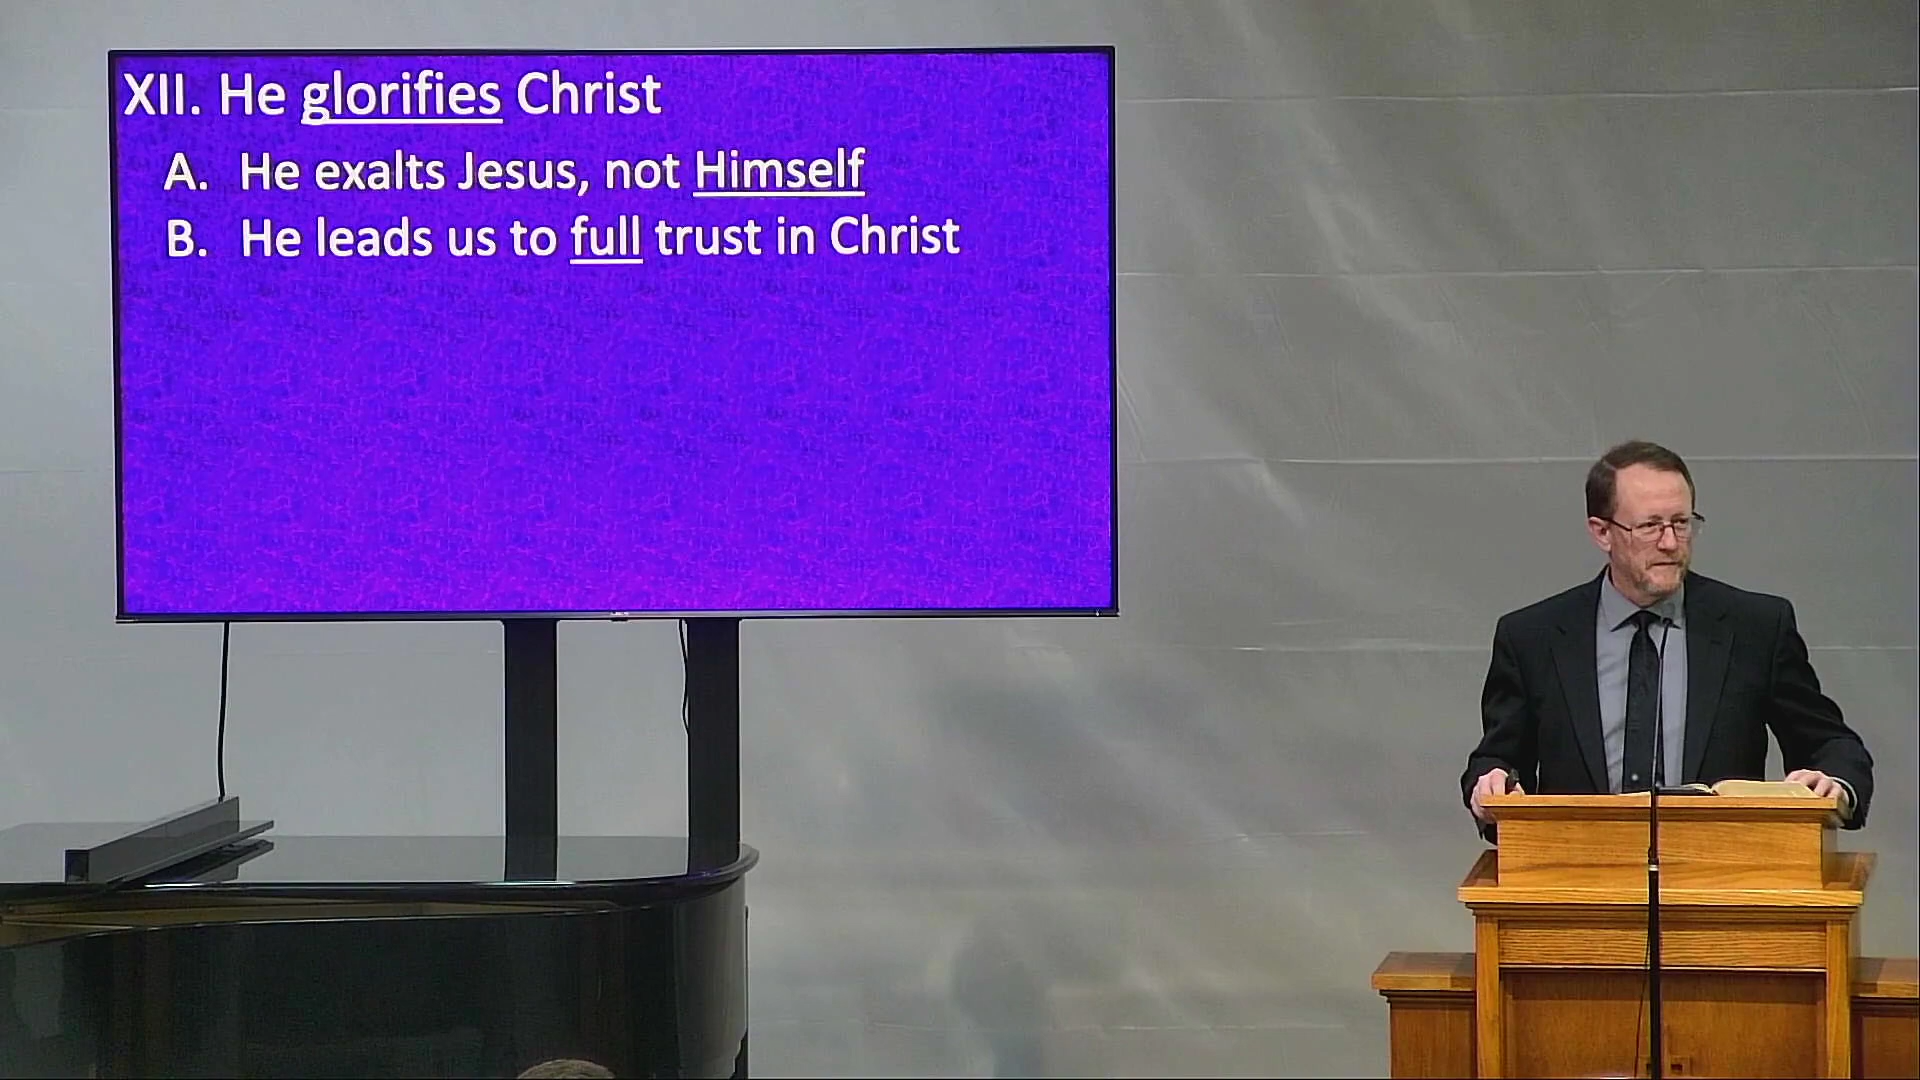 XII. He glorifies Christ
A. He exalts Jesus, not Himself
B. He leads us to full trust in Christ